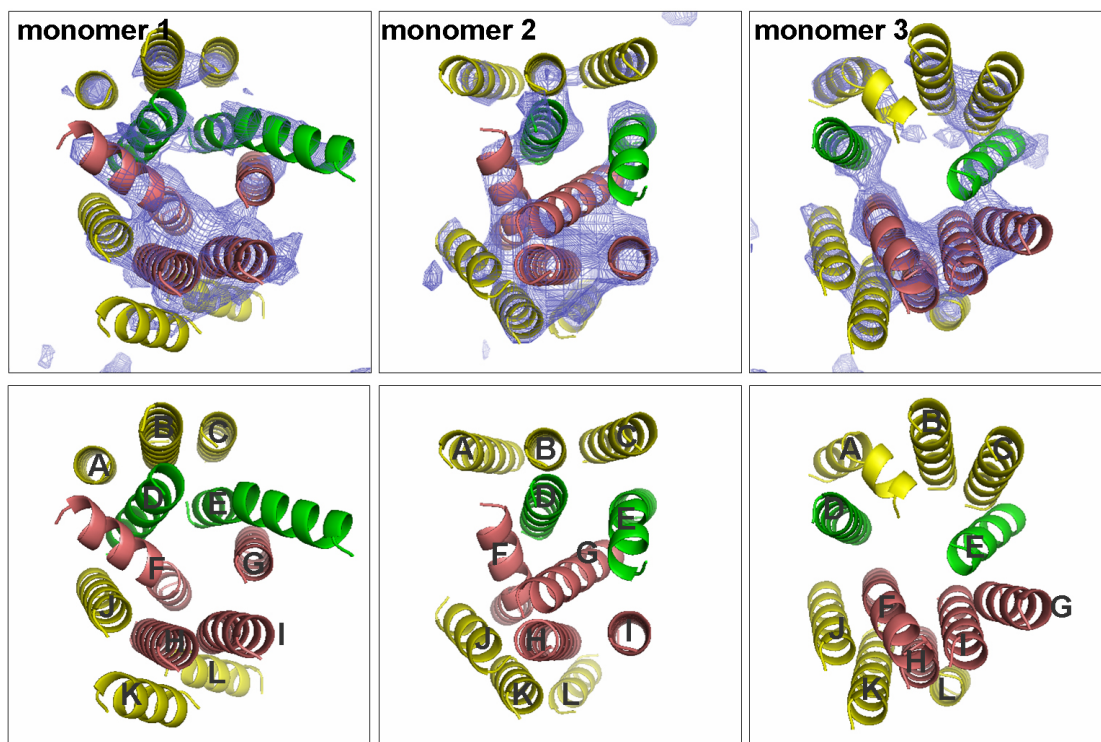 monomer 1
monomer 2
monomer 3
A B C
D E
F G
J H I
K L
A B C
D E
F G
J H I
K L
A B C
D E
F G
J H I
K L